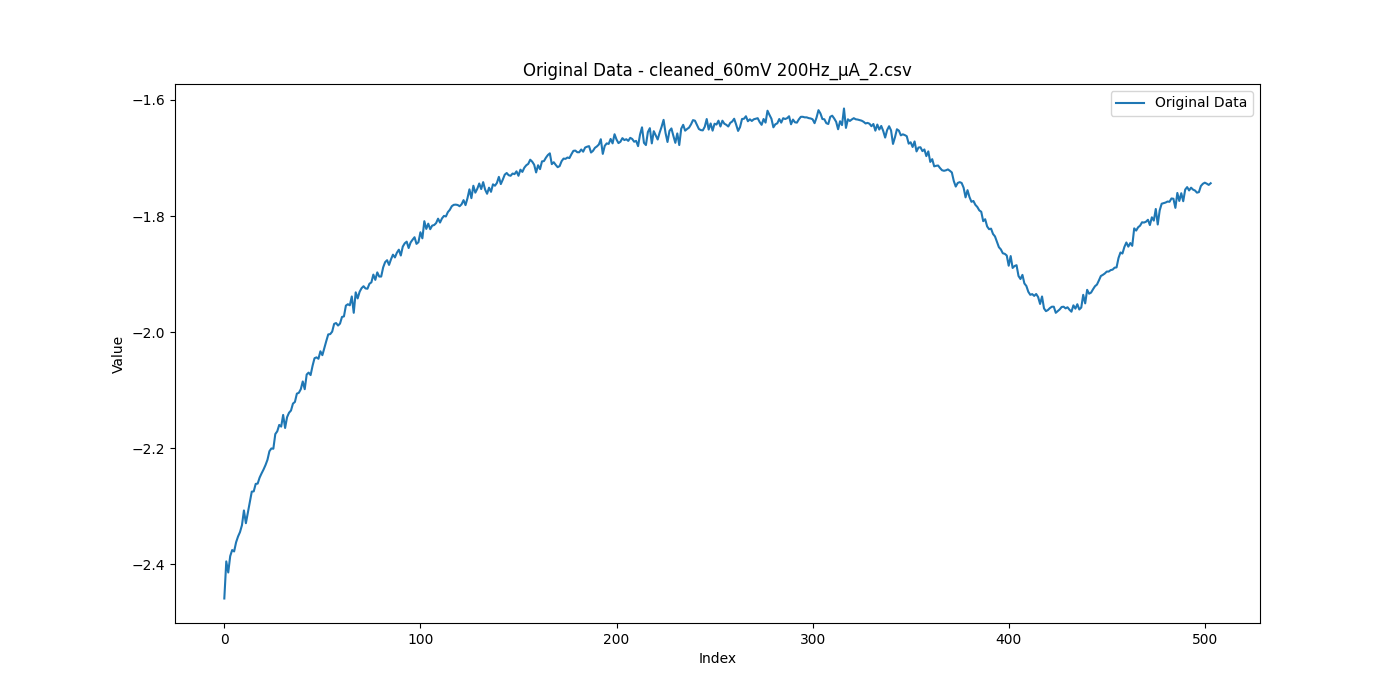 Original Data - cleaned_60mV 200Hz_μA_2.csv
Original Data
−1.6
−1.8
−2.0
−2.2
−2.4
Value
0 100 200 300 400 500
Index